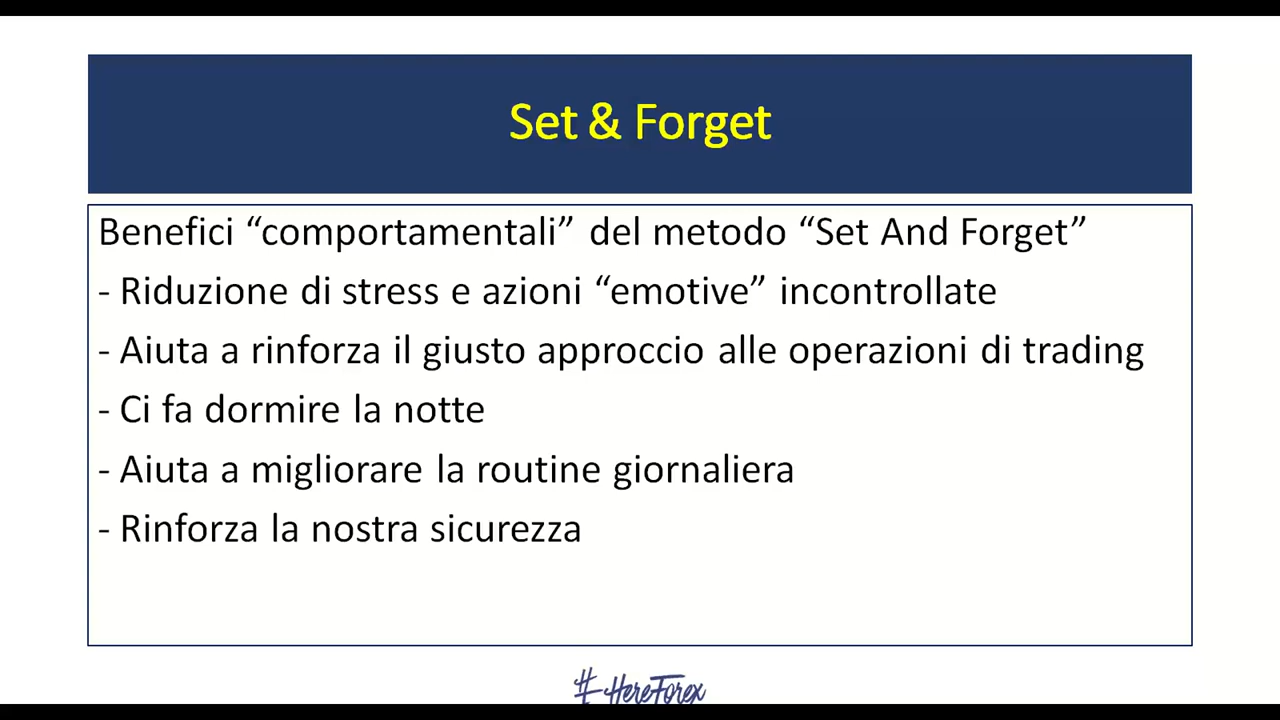 Set & Forget
Benefici “comportamentali” del metodo “Set And Forget”
- Riduzione di stress e azioni “emotive” incontrollate
- Aiuta a rinforza il giusto approccio alle operazioni di trading
- Ci fa dormire la notte
- Aiuta a migliorare la routine giornaliera
- Rinforza la nostra sicurezza
#HereForex